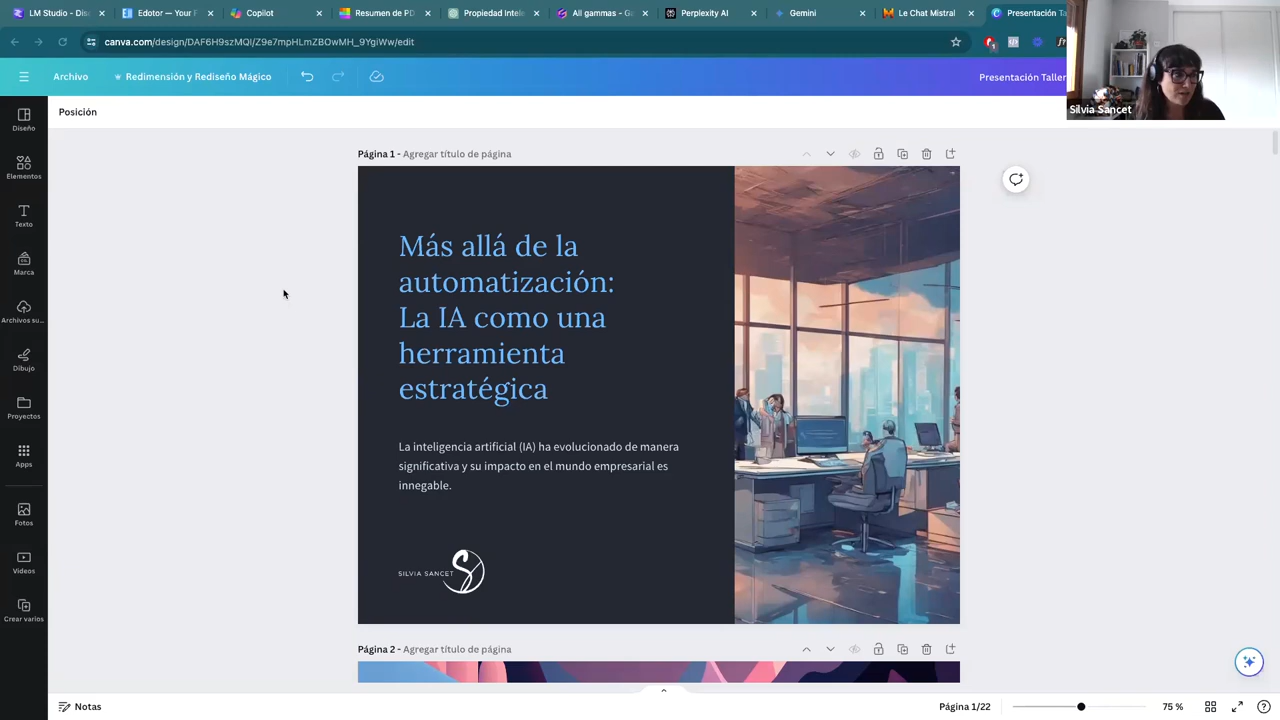 LM Studio - Disc
Edotor — Your F
Copilot
Resumen de PD
Propiedad Intele
All gammas - Ga
Perplexity AI
Gemini
Le Chat Mistral
Presentación Ta
canva.com/design/DAF6H9szMQI/Z9e7mpHLmZBOwMH_9YgiWw/edit
Archivo
Redimensión y Rediseño Mágico
Presentación Taller
Silvia Sancet
Posición
Diseño
Elementos
Texto
Marca
Archivos su...
Dibujo
Proyectos
Apps
Fotos
Videos
Crear varios
Página 1 - Agregar título de página
Más allá de la
automatización:
La IA como una
herramienta
estratégica
La inteligencia artificial (IA) ha evolucionado de manera
significativa y su impacto en el mundo empresarial es
innegable.
SILVIA SANCET
Página 2 - Agregar título de página
Notas
Página 1/22
75 %